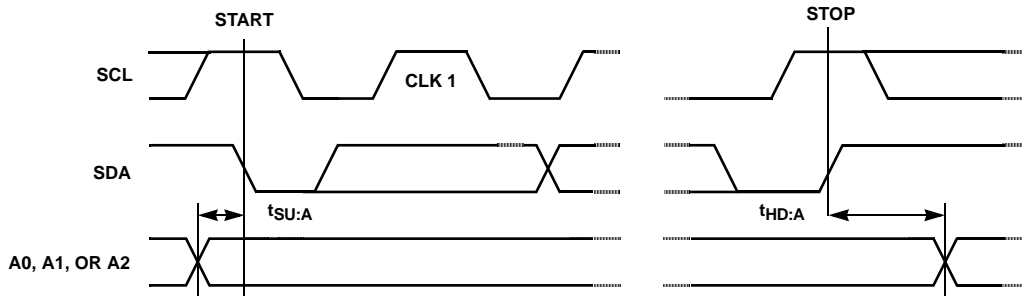 START
STOP
SCL
CLK 1
SDA
tSU:A
tHD:A
A0, A1, OR A2